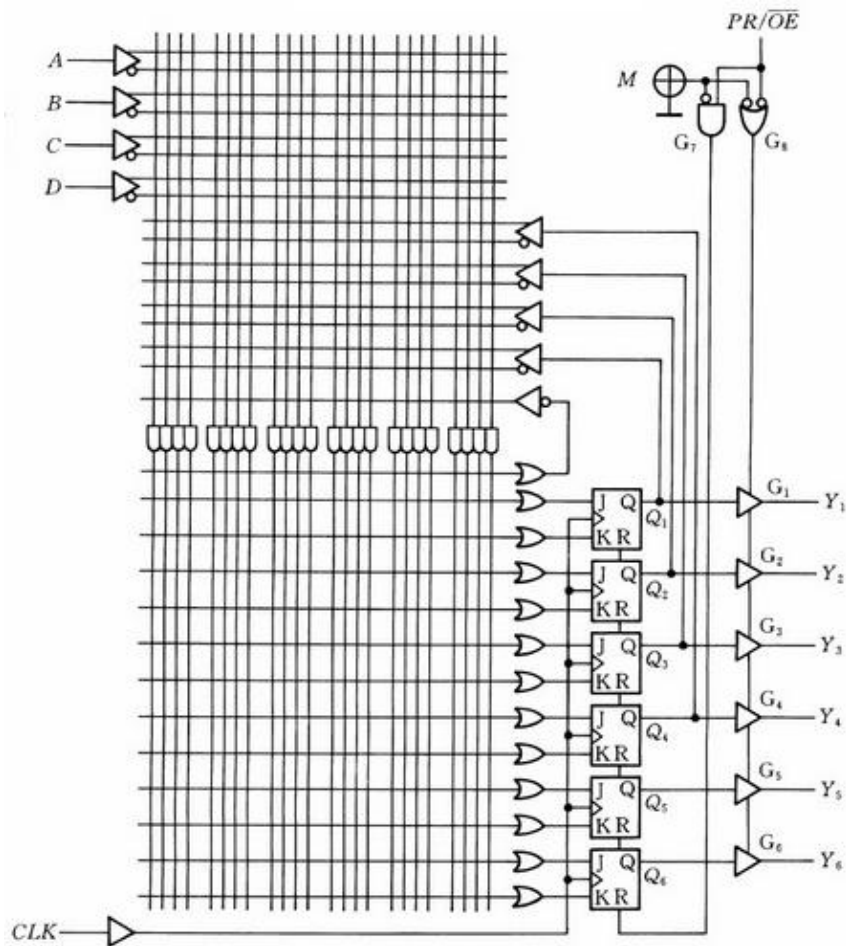 PR/\overline{OE}
A
M
B
C
G₇
G₈
D
J Q
Q₁
K R
G₁
Y₁
J Q
Q₂
K R
G₂
Y₂
J Q
Q₃
K R
G₃
Y₃
J Q
Q₄
K R
G₄
Y₄
J Q
Q₅
K R
G₅
Y₅
J Q
Q₆
K R
G₆
Y₆
CLK